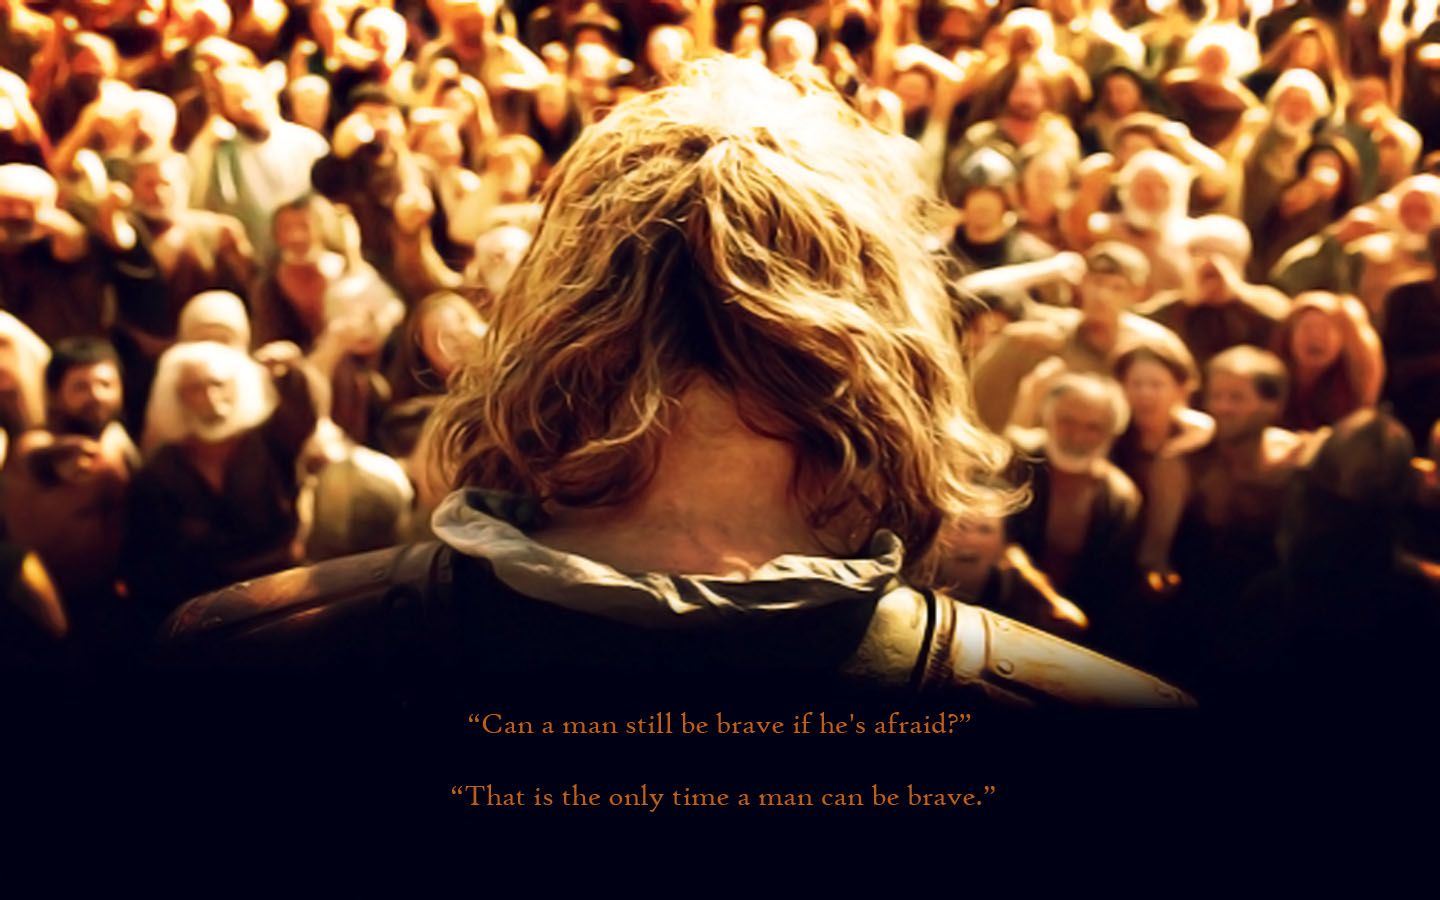 “Can a man still be brave if he's afraid?”
“That is the only time a man can be brave.”